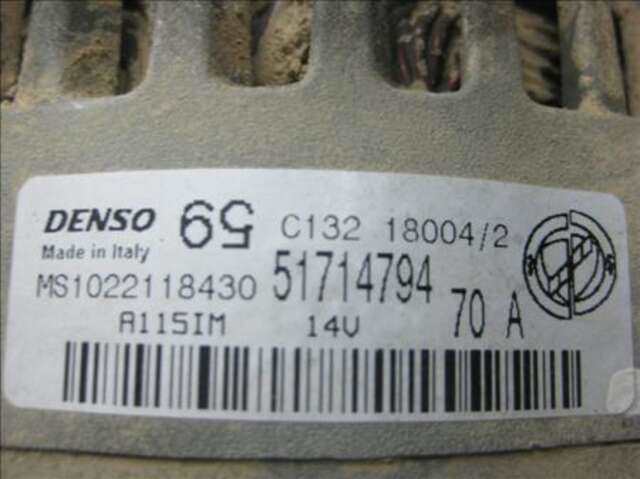 DENSO 59 C132 18004/2
Made in Italy
MS1022118430 51714794
A115IM 14V 70 A